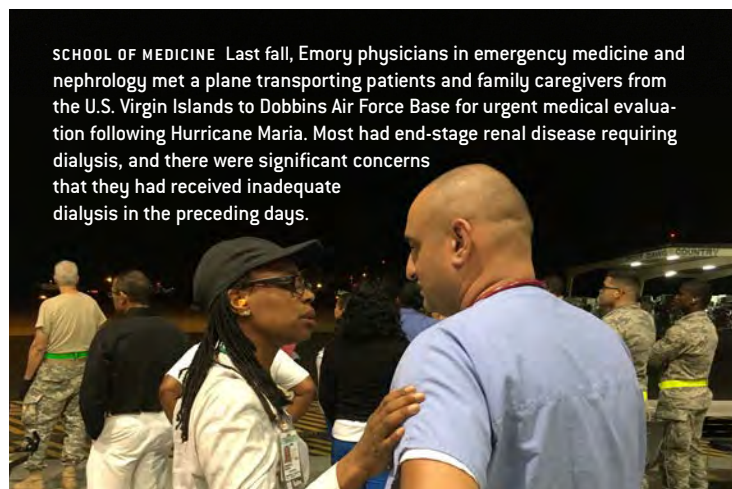 SCHOOL OF MEDICINE Last fall, Emory physicians in emergency medicine and
nephrology met a plane transporting patients and family caregivers from
the U.S. Virgin Islands to Dobbins Air Force Base for urgent medical evalua-
tion following Hurricane Maria. Most had end-stage renal disease requiring
dialysis, and there were significant concerns
that they had received inadequate
dialysis in the preceding days.
COUNTRY